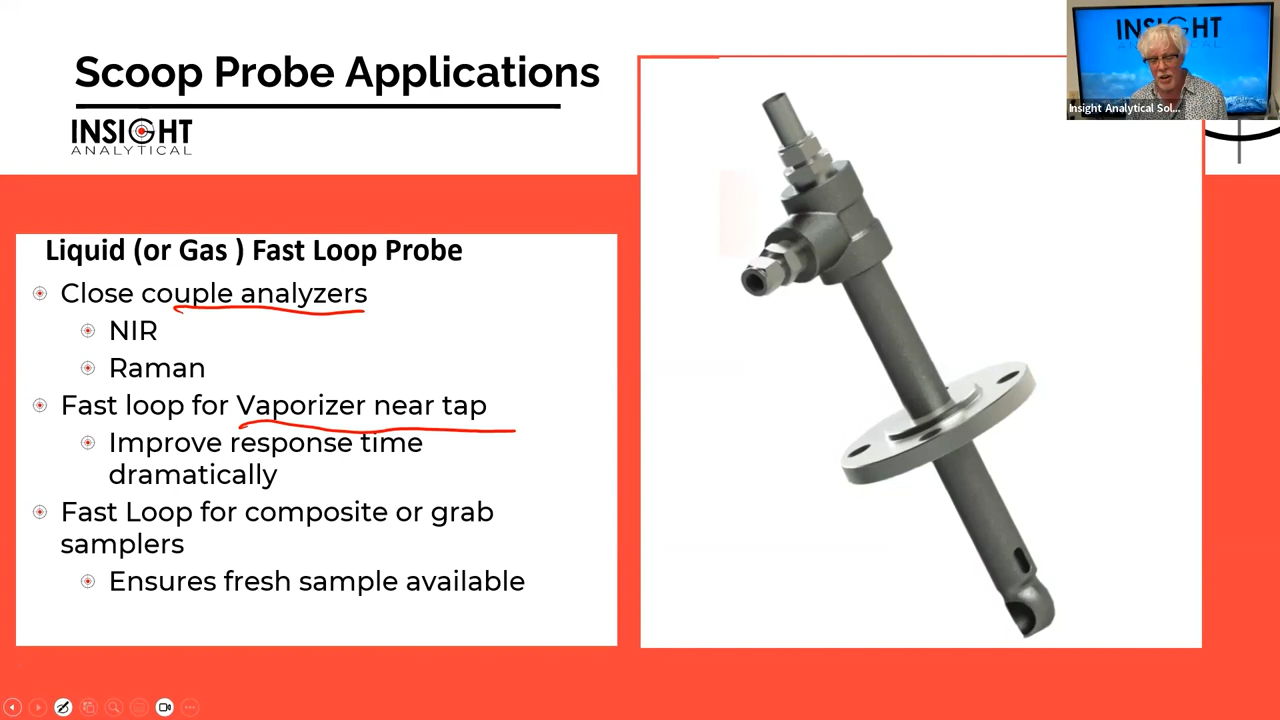 Scoop Probe Applications
INSIGHT
ANALYTICAL
Liquid (or Gas ) Fast Loop Probe
Close couple analyzers
NIR
Raman
Fast loop for Vaporizer near tap
Improve response time
dramatically
Fast Loop for composite or grab
samplers
Ensures fresh sample available
INSIGHT
ANALYTICAL
Insight Analytical Sol...